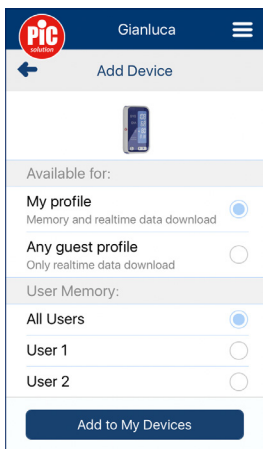 Pic
solution
Gianluca
Add Device
Available for:
My profile
Memory and realtime data download
Any guest profile
Only realtime data download
User Memory:
All Users
User 1
User 2
Add to My Devices